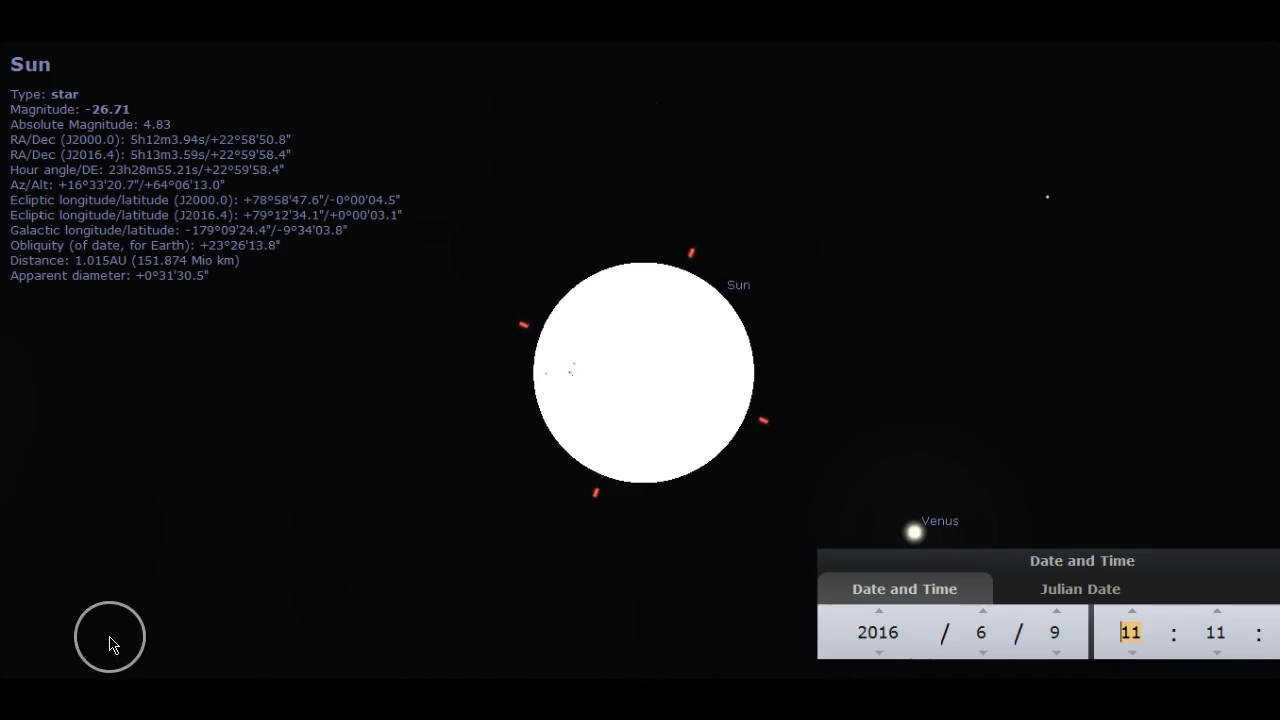 Sun
Type: star
Magnitude: -26.71
Absolute Magnitude: 4.83
RA/Dec (J2000.0): 5h12m3.94s/+22°58'50.8"
RA/Dec (J2016.4): 5h13m3.59s/+22°59'58.4"
Hour angle/DE: 23h28m55.21s/+22°59'58.4"
Az/Alt: +16°33'20.7"/+64°06'13.0"
Ecliptic longitude/latitude (J2000.0): +78°58'47.6"/-0°00'04.5"
Ecliptic longitude/latitude (J2016.4): +79°12'34.1"/+0°00'03.1"
Galactic longitude/latitude: -179°09'24.4"/-9°34'03.8"
Obliquity (of date, for Earth): +23°26'13.8"
Distance: 1.015AU (151.874 Mio km)
Apparent diameter: +0°31'30.5"
Sun
Venus
Date and Time
Date and Time Julian Date
2016 / 6 / 9 11 : 11 :